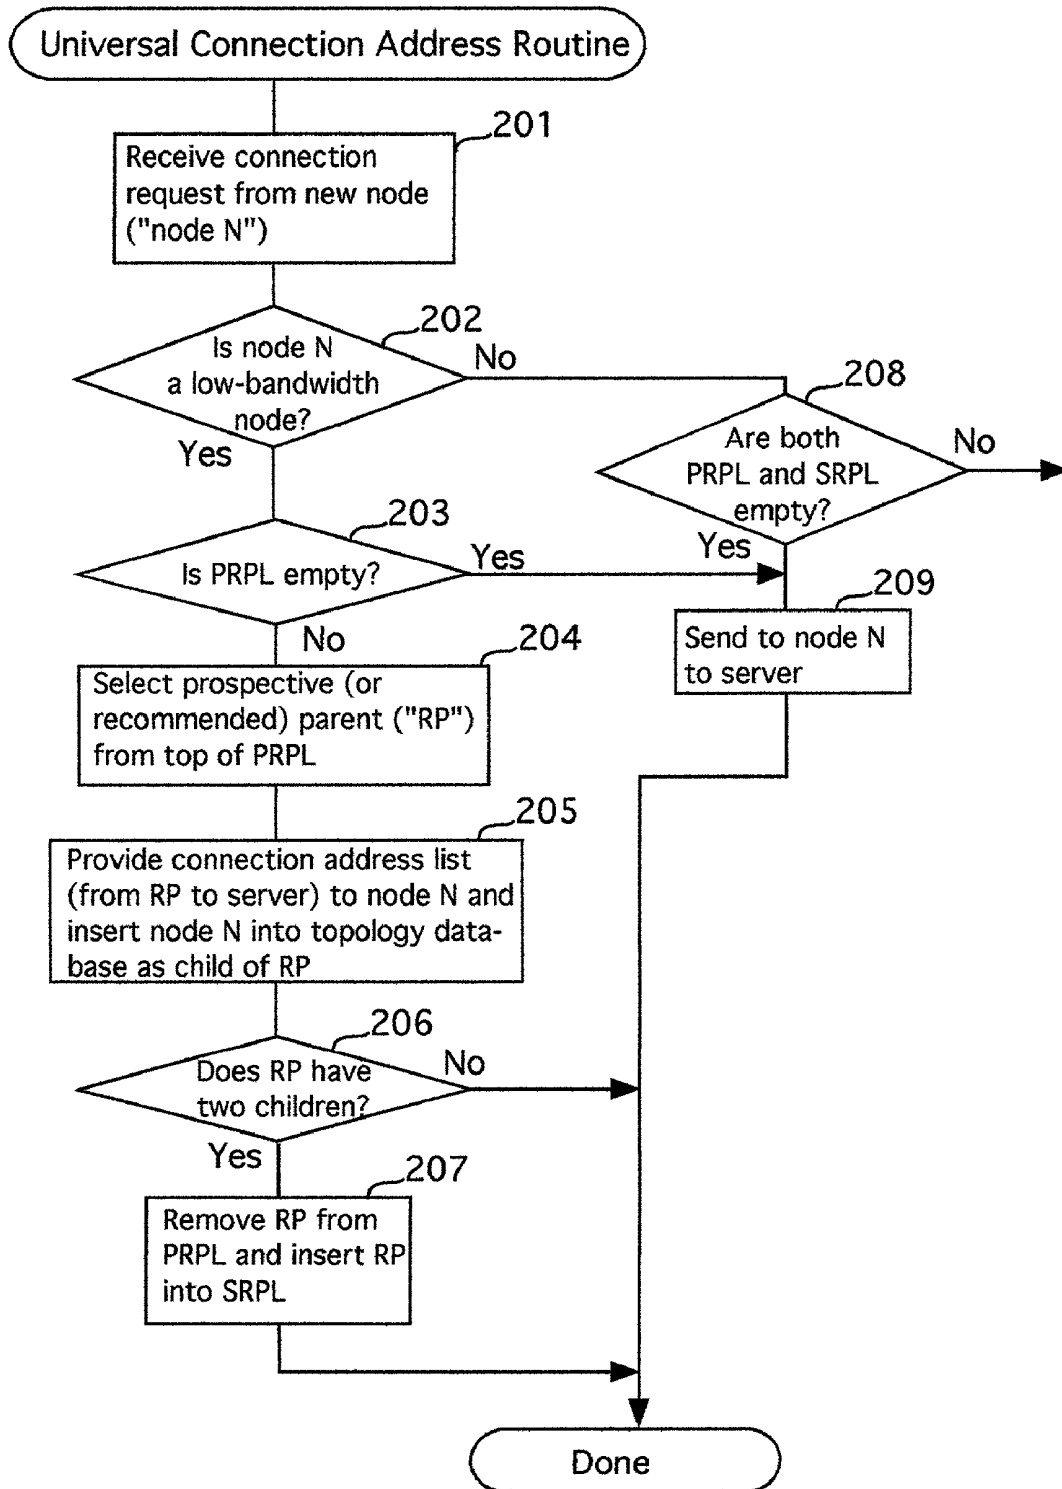 Universal Connection Address Routine
201
Receive connection
request from new node
("node N")
202
Is node N
a low-bandwidth
node?
No
Yes
208
Are both
PRPL and SRPL
empty?
No
Yes
203
Is PRPL empty?
Yes
No
209
Send to node N
to server
204
Select prospective (or
recommended) parent ("RP")
from top of PRPL
205
Provide connection address list
(from RP to server) to node N and
insert node N into topology data-
base as child of RP
206
Does RP have
two children?
No
Yes
207
Remove RP from
PRPL and insert RP
into SRPL
Done